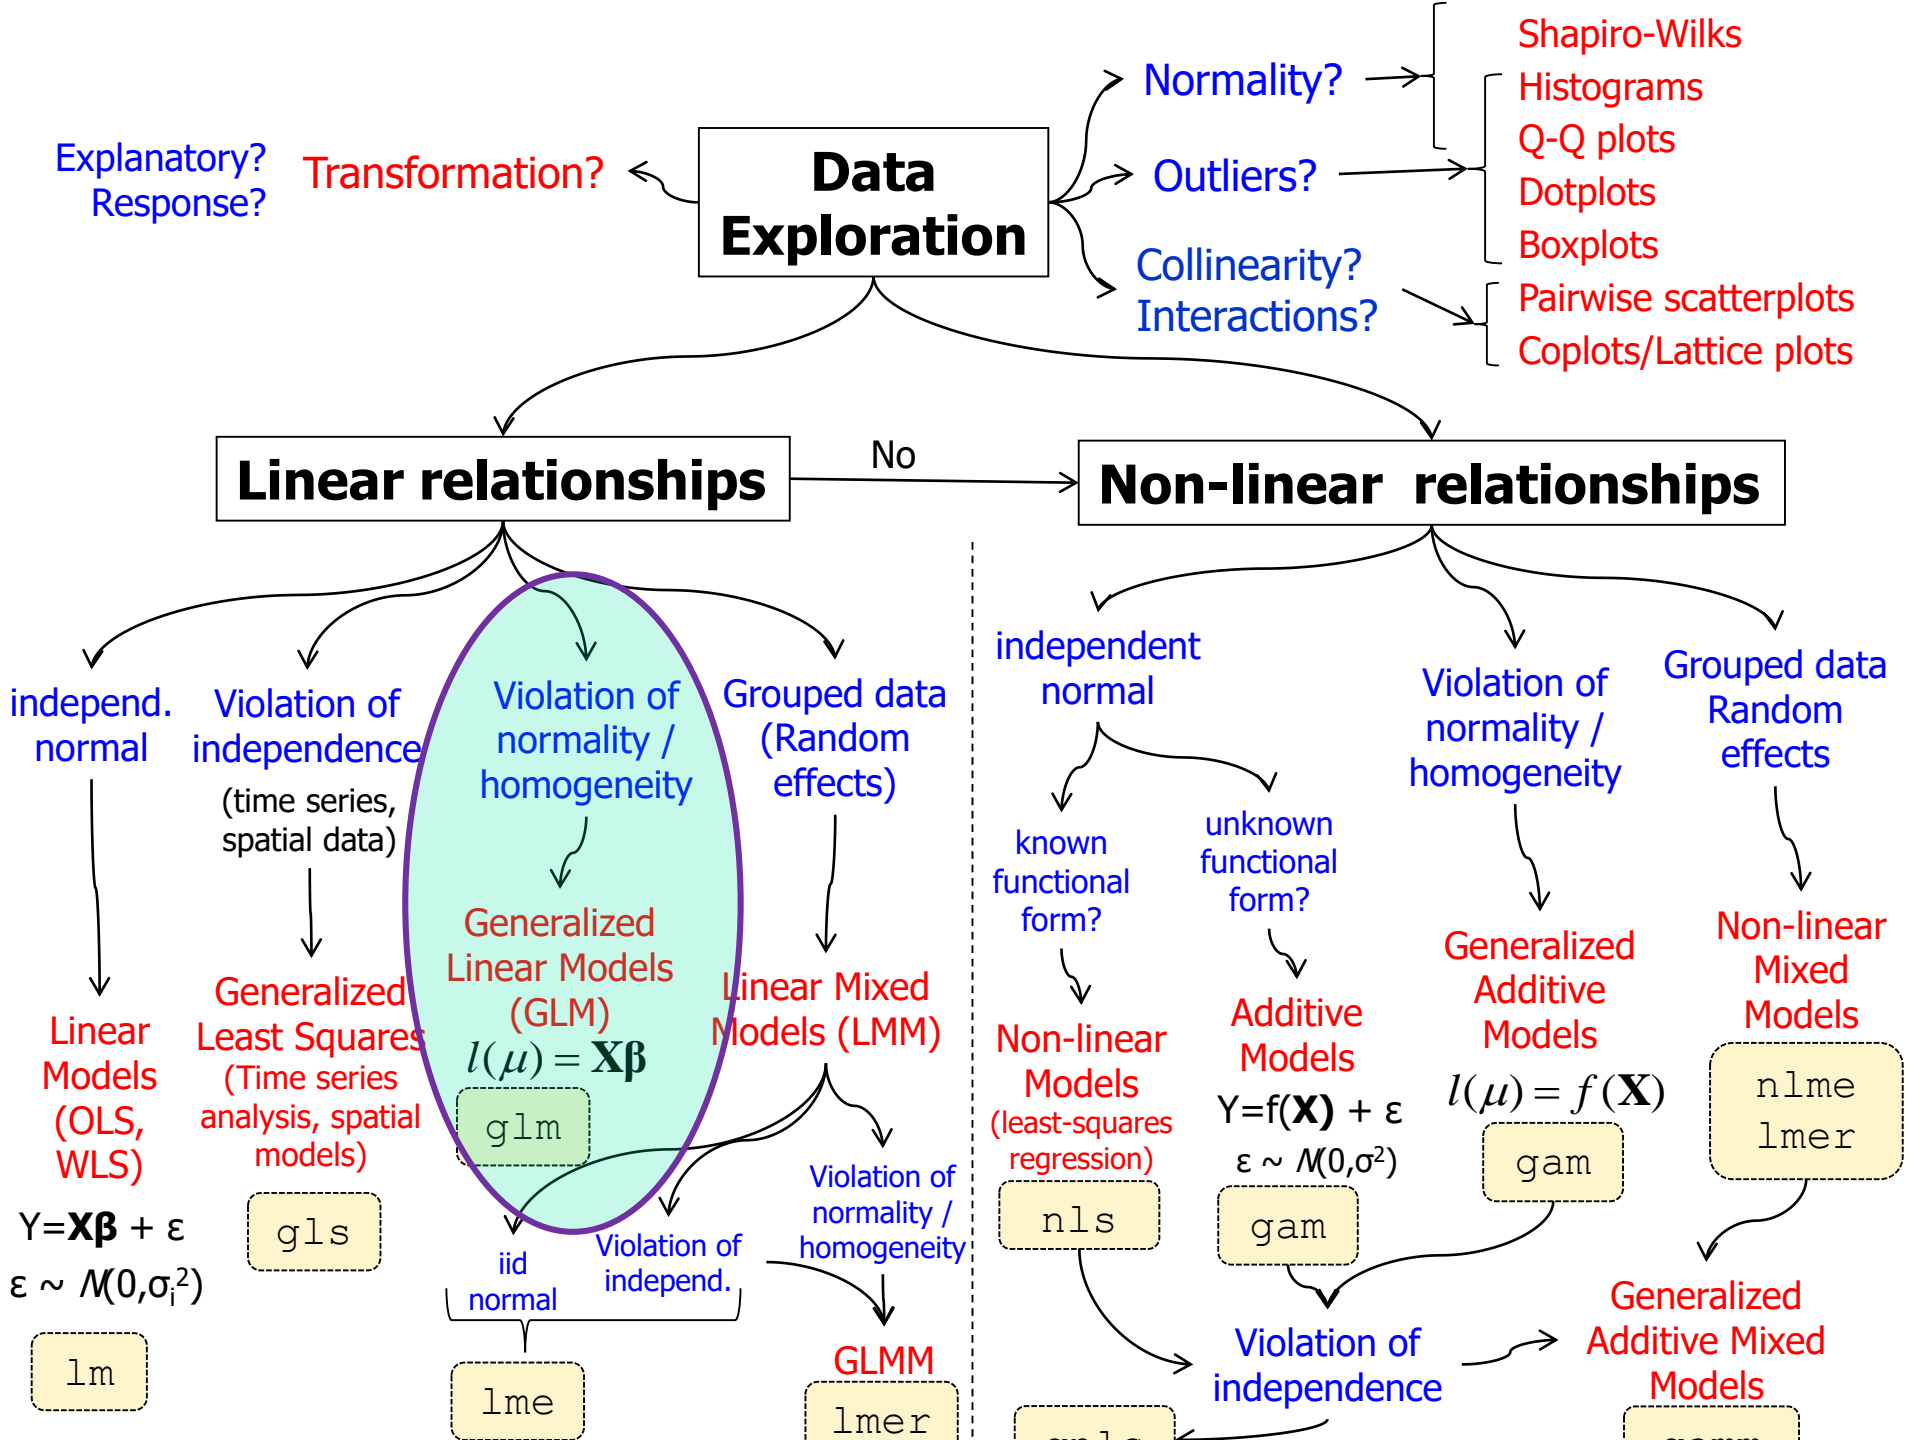 Shapiro-Wilks
Normality?
Histograms
Q-Q plots
Explanatory?
Response?
Transformation?
Data
Exploration
Outliers?
Dotplots
Boxplots
Collinearity?
Interactions?
Pairwise scatterplots
Coplots/Lattice plots
Linear relationships
No
Non-linear relationships
independ.
normal
Violation of
independence
(time series,
spatial data)
Violation of
normality /
homogeneity
Grouped data
(Random
effects)
independent
normal
Violation of
normality /
homogeneity
Grouped data
Random
effects
known
functional
form?
unknown
functional
form?
Linear
Models
(OLS,
WLS)
Y=Xβ + ε
ε ~ N(0,σᵢ²)
lm
Generalized
Least Squares
(Time series
analysis, spatial
models)
gls
Generalized
Linear Models
(GLM)
l(μ) = Xβ
glm
Linear Mixed
Models (LMM)
iid
normal
Violation of
independ.
Violation of
normality /
homogeneity
lme
GLMM
lmer
Non-linear
Models
(least-squares
regression)
nls
Additive
Models
Y=f(X) + ε
ε ~ N(0,σ²)
gam
Generalized
Additive
Models
l(μ) = f(X)
gam
Non-linear
Mixed
Models
nlme
lmer
Violation of
independence
Generalized
Additive Mixed
Models